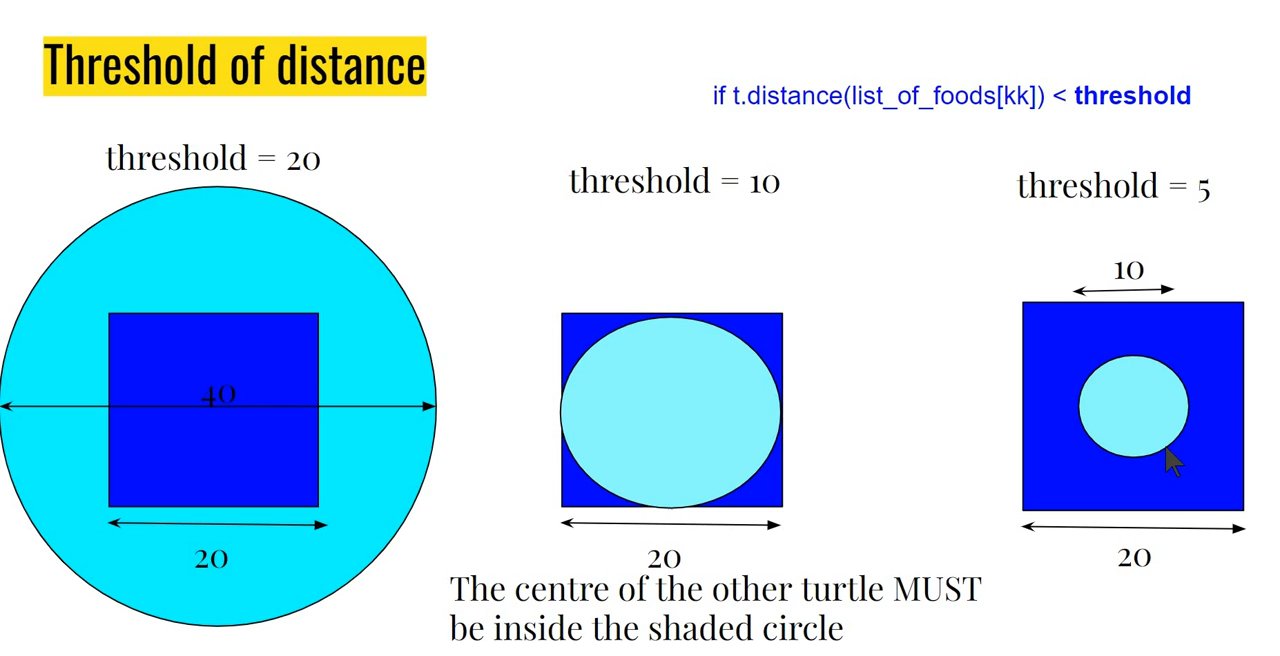 Threshold of distance
if t.distance(list_of_foods[kk]) < threshold
threshold = 20
threshold = 10
threshold = 5
10
40
20
20
20
The centre of the other turtle MUST
be inside the shaded circle